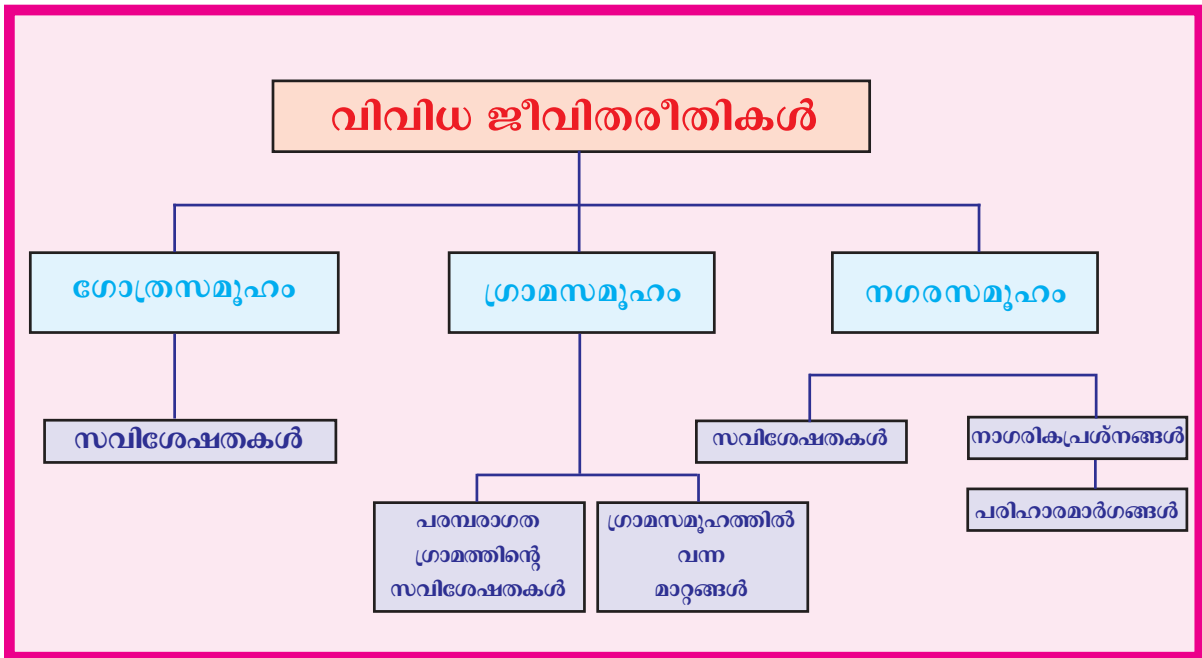 വിവിധ ജീവിതരീതികൾ
ഗോത്രസമൂഹം
ഗ്രാമസമൂഹം
നഗരസമൂഹം
സവിശേഷതകൾ
സവിശേഷതകൾ
നാഗരികപ്രശ്നങ്ങൾ
പരിഹാരമാർഗങ്ങൾ
പരമ്പരാഗത
ഗ്രാമത്തിന്റെ
സവിശേഷതകൾ
ഗ്രാമസമൂഹത്തിൽ
വന്ന
മാറ്റങ്ങൾ